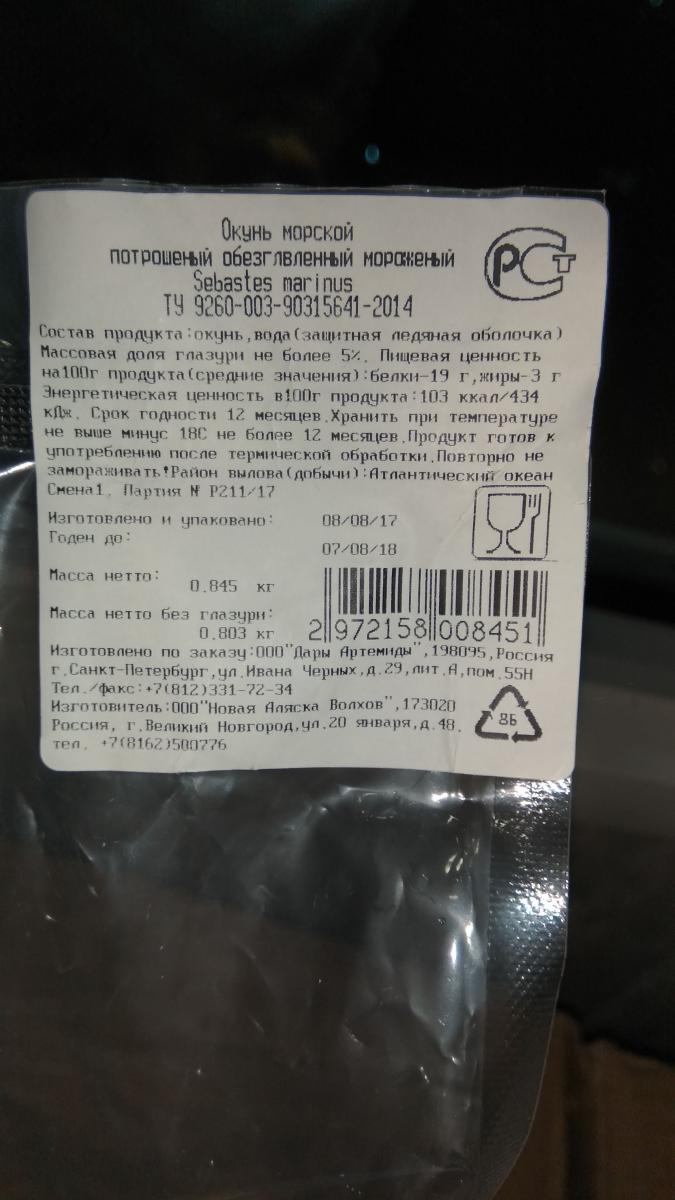 Окунь морской
потрошеный обезглвленный мороженый
Sebastes marinus
ТУ 9260-003-90315641-2014
РСТ
Состав продукта:окунь,вода(защитная ледяная оболочка)
Массовая доля глазури не более 5%. Пищевая ценность
на100г продукта(средние значения):белки-19 г,жиры-3 г
Энергетическая ценность в100г продукта:103 ккал/434
кДж. Срок годности 12 месяцев.Хранить при температуре
не выше минус 18С не более 12 месяцев.Продукт готов к
употреблению после термической обработки.Повторно не
замораживать!Район вылова(добычи):Атлантический океан
Смена1, Партия № Р211/17
Изготовлено и упаковано: 08/08/17
Годен до: 07/08/18
Масса нетто:
0.845 кг
Масса нетто без глазури:
0.803 кг
2 972158 008451
Изготовлено по заказу:ООО"Дары Артемиды",198095,Россия
г.Санкт-Петербург,ул.Ивана Черных,д.29,лит.А,пом.55Н
Тел./факс:+7(812)331-72-34
Изготовитель:ООО"Новая Аляска Волхов",173020
Россия, г.Великий Новгород,ул.20 января,д.48.
тел. +7(8162)500776